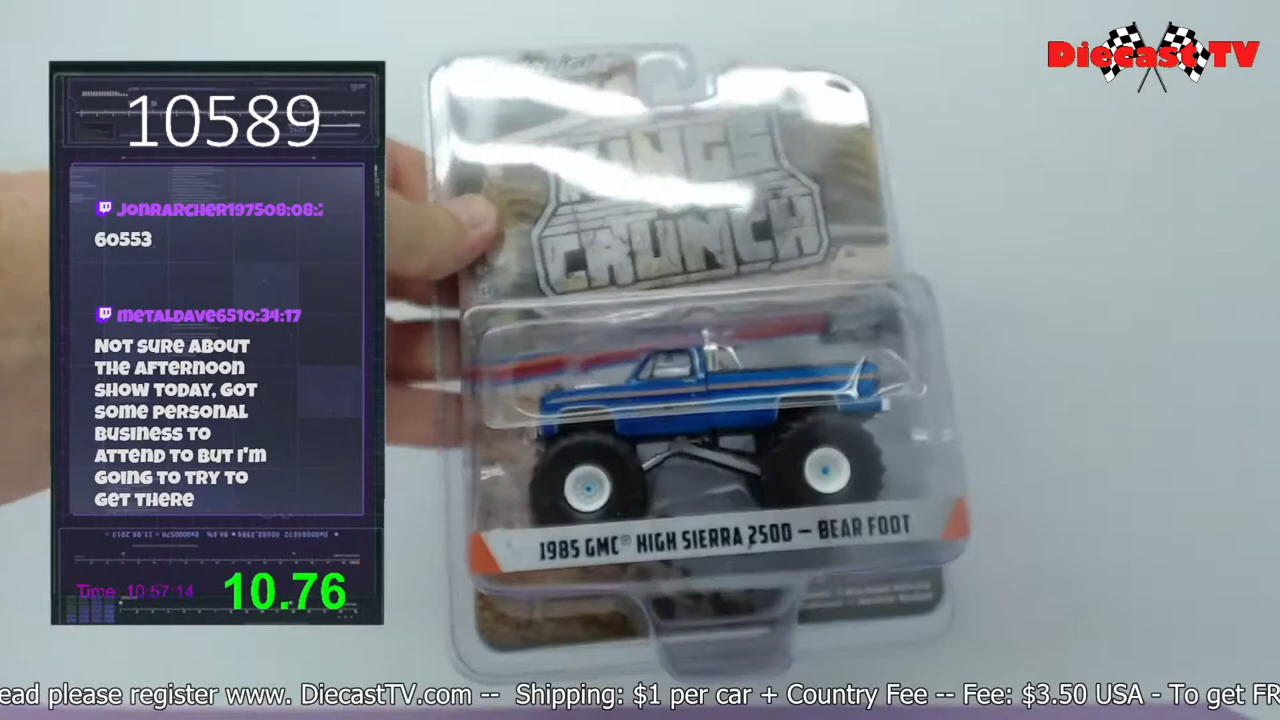 Diecast TV
10589
JONRARCHER197508:08:
60553
METALDAVE6510:34:17
NOT SURE ABOUT
THE AFTERNOON
SHOW TODAY, GOT
SOME PERSONAL
BUSINESS TO
ATTEND TO BUT I'M
GOING TO TRY TO
GET THERE
Time 10:57:14
10.76
KINGS
CRUNCH
1985 GMC® HIGH SIERRA 2500 – BEAR FOOT
ead please register www. DiecastTV.com -- Shipping: $1 per car + Country Fee -- Fee: $3.50 USA - To get FR